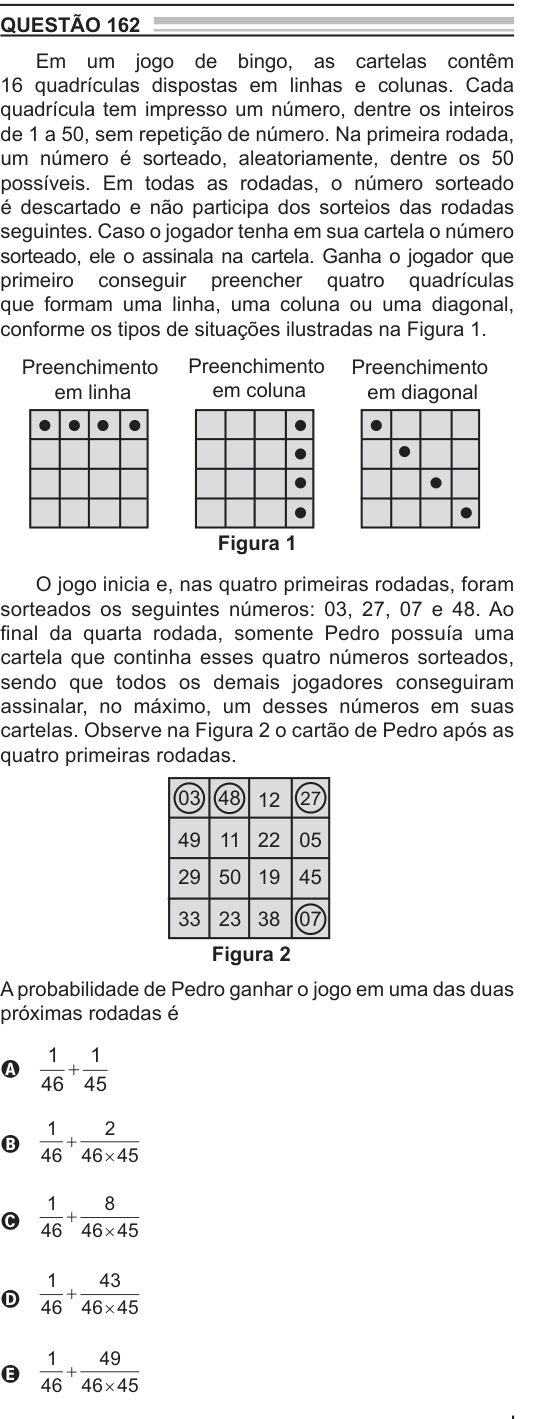 QUESTÃO 162
Em um jogo de bingo, as cartelas contêm
16 quadrículas dispostas em linhas e colunas. Cada
quadrícula tem impresso um número, dentre os inteiros
de 1 a 50, sem repetição de número. Na primeira rodada,
um número é sorteado, aleatoriamente, dentre os 50
possíveis. Em todas as rodadas, o número sorteado
é descartado e não participa dos sorteios das rodadas
seguintes. Caso o jogador tenha em sua cartela o número
sorteado, ele o assinala na cartela. Ganha o jogador que
primeiro conseguir preencher quatro quadrículas
que formam uma linha, uma coluna ou uma diagonal,
conforme os tipos de situações ilustradas na Figura 1.
Preenchimento em linha
Preenchimento em coluna
Preenchimento em diagonal
Figura 1
O jogo inicia e, nas quatro primeiras rodadas, foram
sorteados os seguintes números: 03, 27, 07 e 48. Ao
final da quarta rodada, somente Pedro possuía uma
cartela que continha esses quatro números sorteados,
sendo que todos os demais jogadores conseguiram
assinalar, no máximo, um desses números em suas
cartelas. Observe na Figura 2 o cartão de Pedro após as
quatro primeiras rodadas.
03 48 12 27
49 11 22 05
29 50 19 45
33 23 38 07
Figura 2
A probabilidade de Pedro ganhar o jogo em uma das duas
próximas rodadas é
A 1/46 + 1/45
B 1/46 + 2/(46×45)
C 1/46 + 8/(46×45)
D 1/46 + 43/(46×45)
E 1/46 + 49/(46×45)